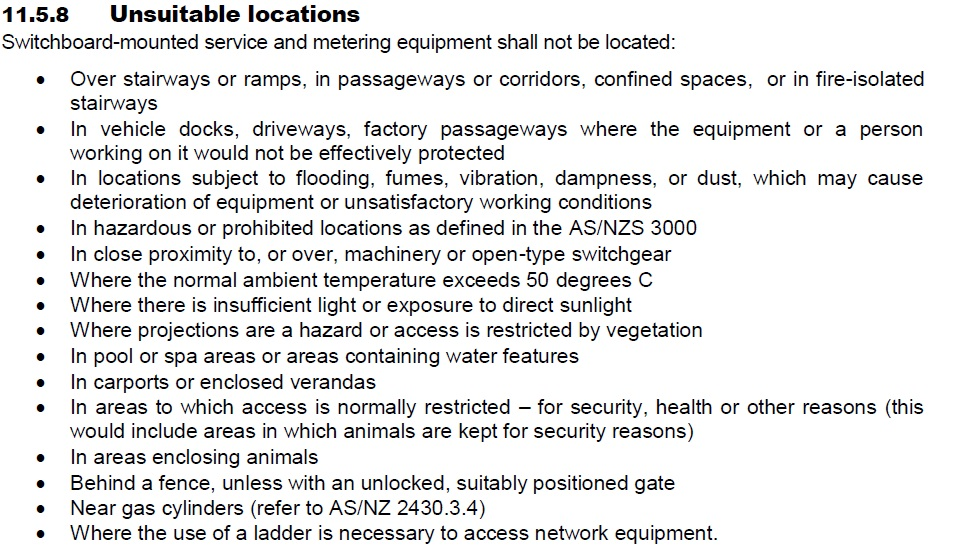 11.5.8 Unsuitable locations
Switchboard-mounted service and metering equipment shall not be located:
• Over stairways or ramps, in passageways or corridors, confined spaces, or in fire-isolated
stairways
• In vehicle docks, driveways, factory passageways where the equipment or a person
working on it would not be effectively protected
• In locations subject to flooding, fumes, vibration, dampness, or dust, which may cause
deterioration of equipment or unsatisfactory working conditions
• In hazardous or prohibited locations as defined in the AS/NZS 3000
• In close proximity to, or over, machinery or open-type switchgear
• Where the normal ambient temperature exceeds 50 degrees C
• Where there is insufficient light or exposure to direct sunlight
• Where projections are a hazard or access is restricted by vegetation
• In pool or spa areas or areas containing water features
• In carports or enclosed verandas
• In areas to which access is normally restricted – for security, health or other reasons (this
would include areas in which animals are kept for security reasons)
• In areas enclosing animals
• Behind a fence, unless with an unlocked, suitably positioned gate
• Near gas cylinders (refer to AS/NZ 2430.3.4)
• Where the use of a ladder is necessary to access network equipment.